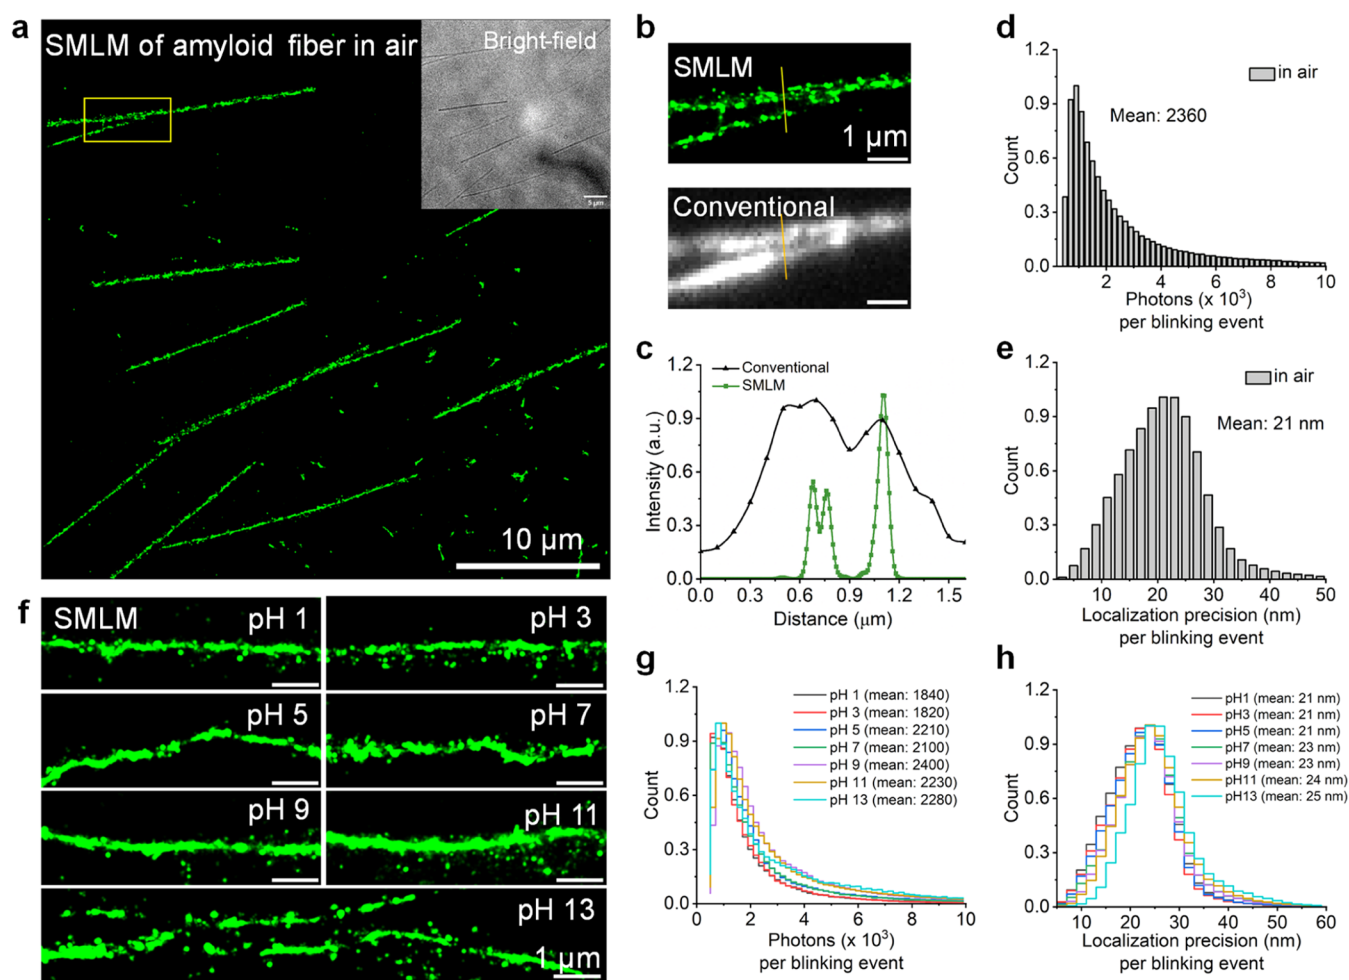 a
SMLM of amyloid fiber in air
Bright-field
5 μm
10 μm
b
SMLM
1 μm
Conventional
c
1.2
0.9
0.6
0.3
0.0
Intensity (a.u.)
Conventional
SMLM
0.0 0.3 0.6 0.9 1.2 1.5
Distance (μm)
d
1.2
0.9
0.6
0.3
0.0
Count
in air
Mean: 2360
2 4 6 8 10
Photons (x 10³)
per blinking event
e
1.2
0.9
0.6
0.3
0.0
Count
in air
Mean: 21 nm
10 20 30 40 50
Localization precision (nm)
per blinking event
f
SMLM
pH 1
pH 3
pH 5
pH 7
pH 9
pH 11
pH 13
1 μm
g
1.2
0.9
0.6
0.3
0.0
Count
pH 1 (mean: 1840)
pH 3 (mean: 1820)
pH 5 (mean: 2210)
pH 7 (mean: 2100)
pH 9 (mean: 2400)
pH 11 (mean: 2230)
pH 13 (mean: 2280)
0 2 4 6 8 10
Photons (x 10³)
per blinking event
h
1.2
0.9
0.6
0.3
0.0
Count
pH1 (mean: 21 nm)
pH3 (mean: 21 nm)
pH5 (mean: 21 nm)
pH7 (mean: 23 nm)
pH9 (mean: 23 nm)
pH11 (mean: 24 nm)
pH13 (mean: 25 nm)
10 20 30 40 50 60
Localization precision (nm)
per blinking event